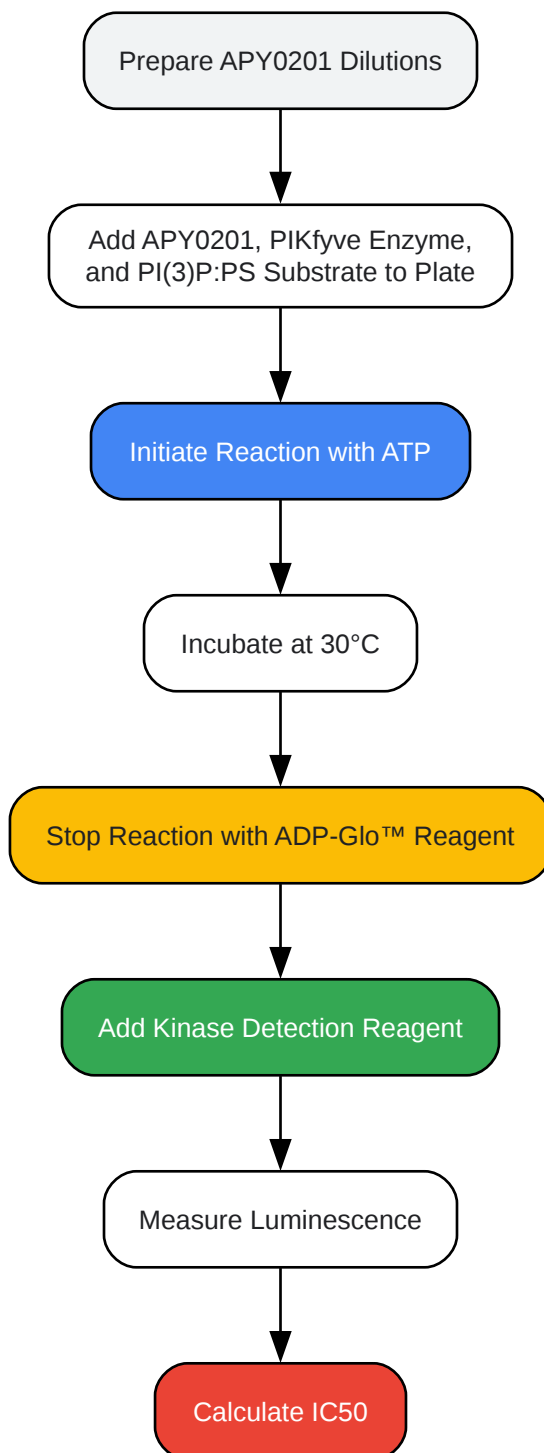 Prepare APY0201 Dilutions
Add APY0201, PIKfyve Enzyme,
and PI(3)P:PS Substrate to Plate
Initiate Reaction with ATP
Incubate at 30°C
Stop Reaction with ADP-Glo™ Reagent
Add Kinase Detection Reagent
Measure Luminescence
Calculate IC50